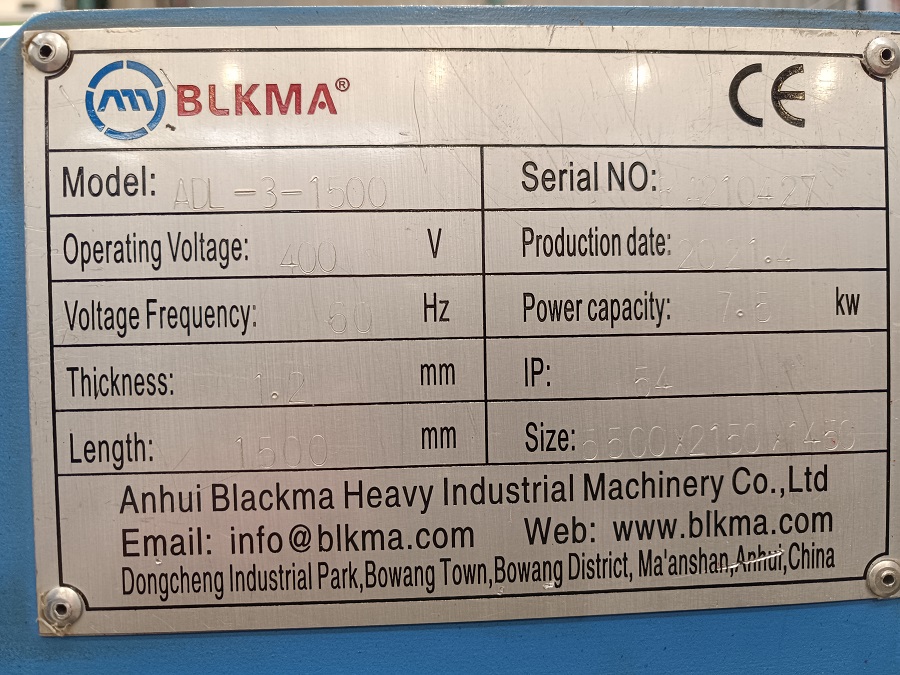 BLKMA® CE
Model: ADL-3-1500 Serial NO:
Operating Voltage: 400 V Production date: 2021.4
Voltage Frequency: 60 Hz Power capacity: 7.5 kw
Thickness: 1.2 mm IP: 54
Length: 1500 mm Size: 5500x2150x1450
Anhui Blackma Heavy Industrial Machinery Co.,Ltd
Email: info@blkma.com Web: www.blkma.com
Dongcheng Industrial Park,Bowang Town,Bowang District, Ma'anshan,Anhui,China